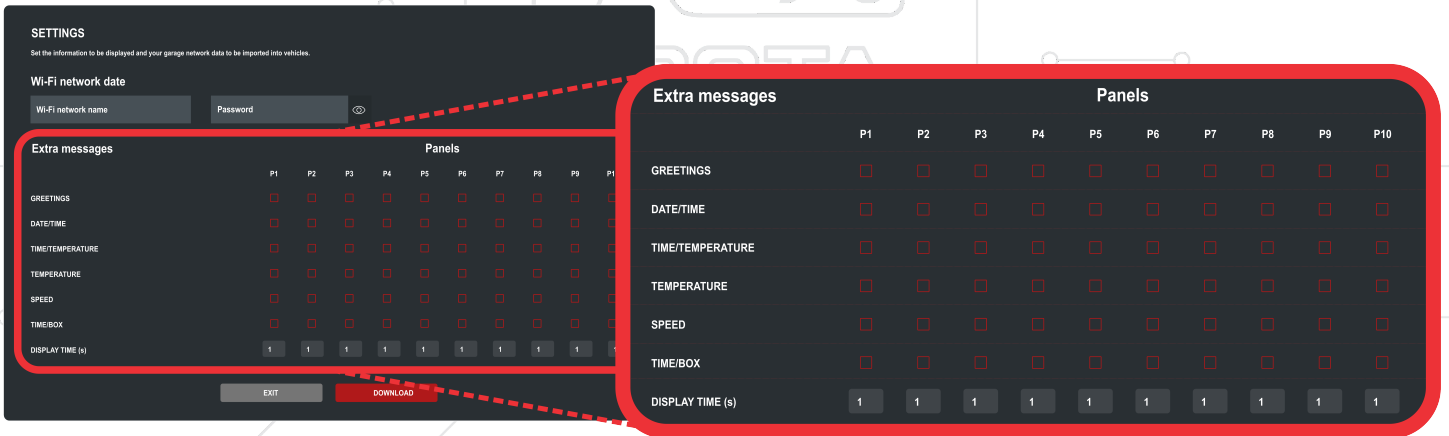 SETTINGS
Set the information to be displayed and your garage network data to be imported into vehicles.
Wi-Fi network date
Wi-Fi network name Password
Extra messages Panels
P1 P2 P3 P4 P5 P6 P7 P8 P9 P1
GREETINGS
DATE/TIME
TIME/TEMPERATURE
TEMPERATURE
SPEED
TIME/BOX
DISPLAY TIME (s) 1 1 1 1 1 1 1 1 1 1
EXIT DOWNLOAD
Extra messages Panels
P1 P2 P3 P4 P5 P6 P7 P8 P9 P10
GREETINGS
DATE/TIME
TIME/TEMPERATURE
TEMPERATURE
SPEED
TIME/BOX
DISPLAY TIME (s) 1 1 1 1 1 1 1 1 1 1